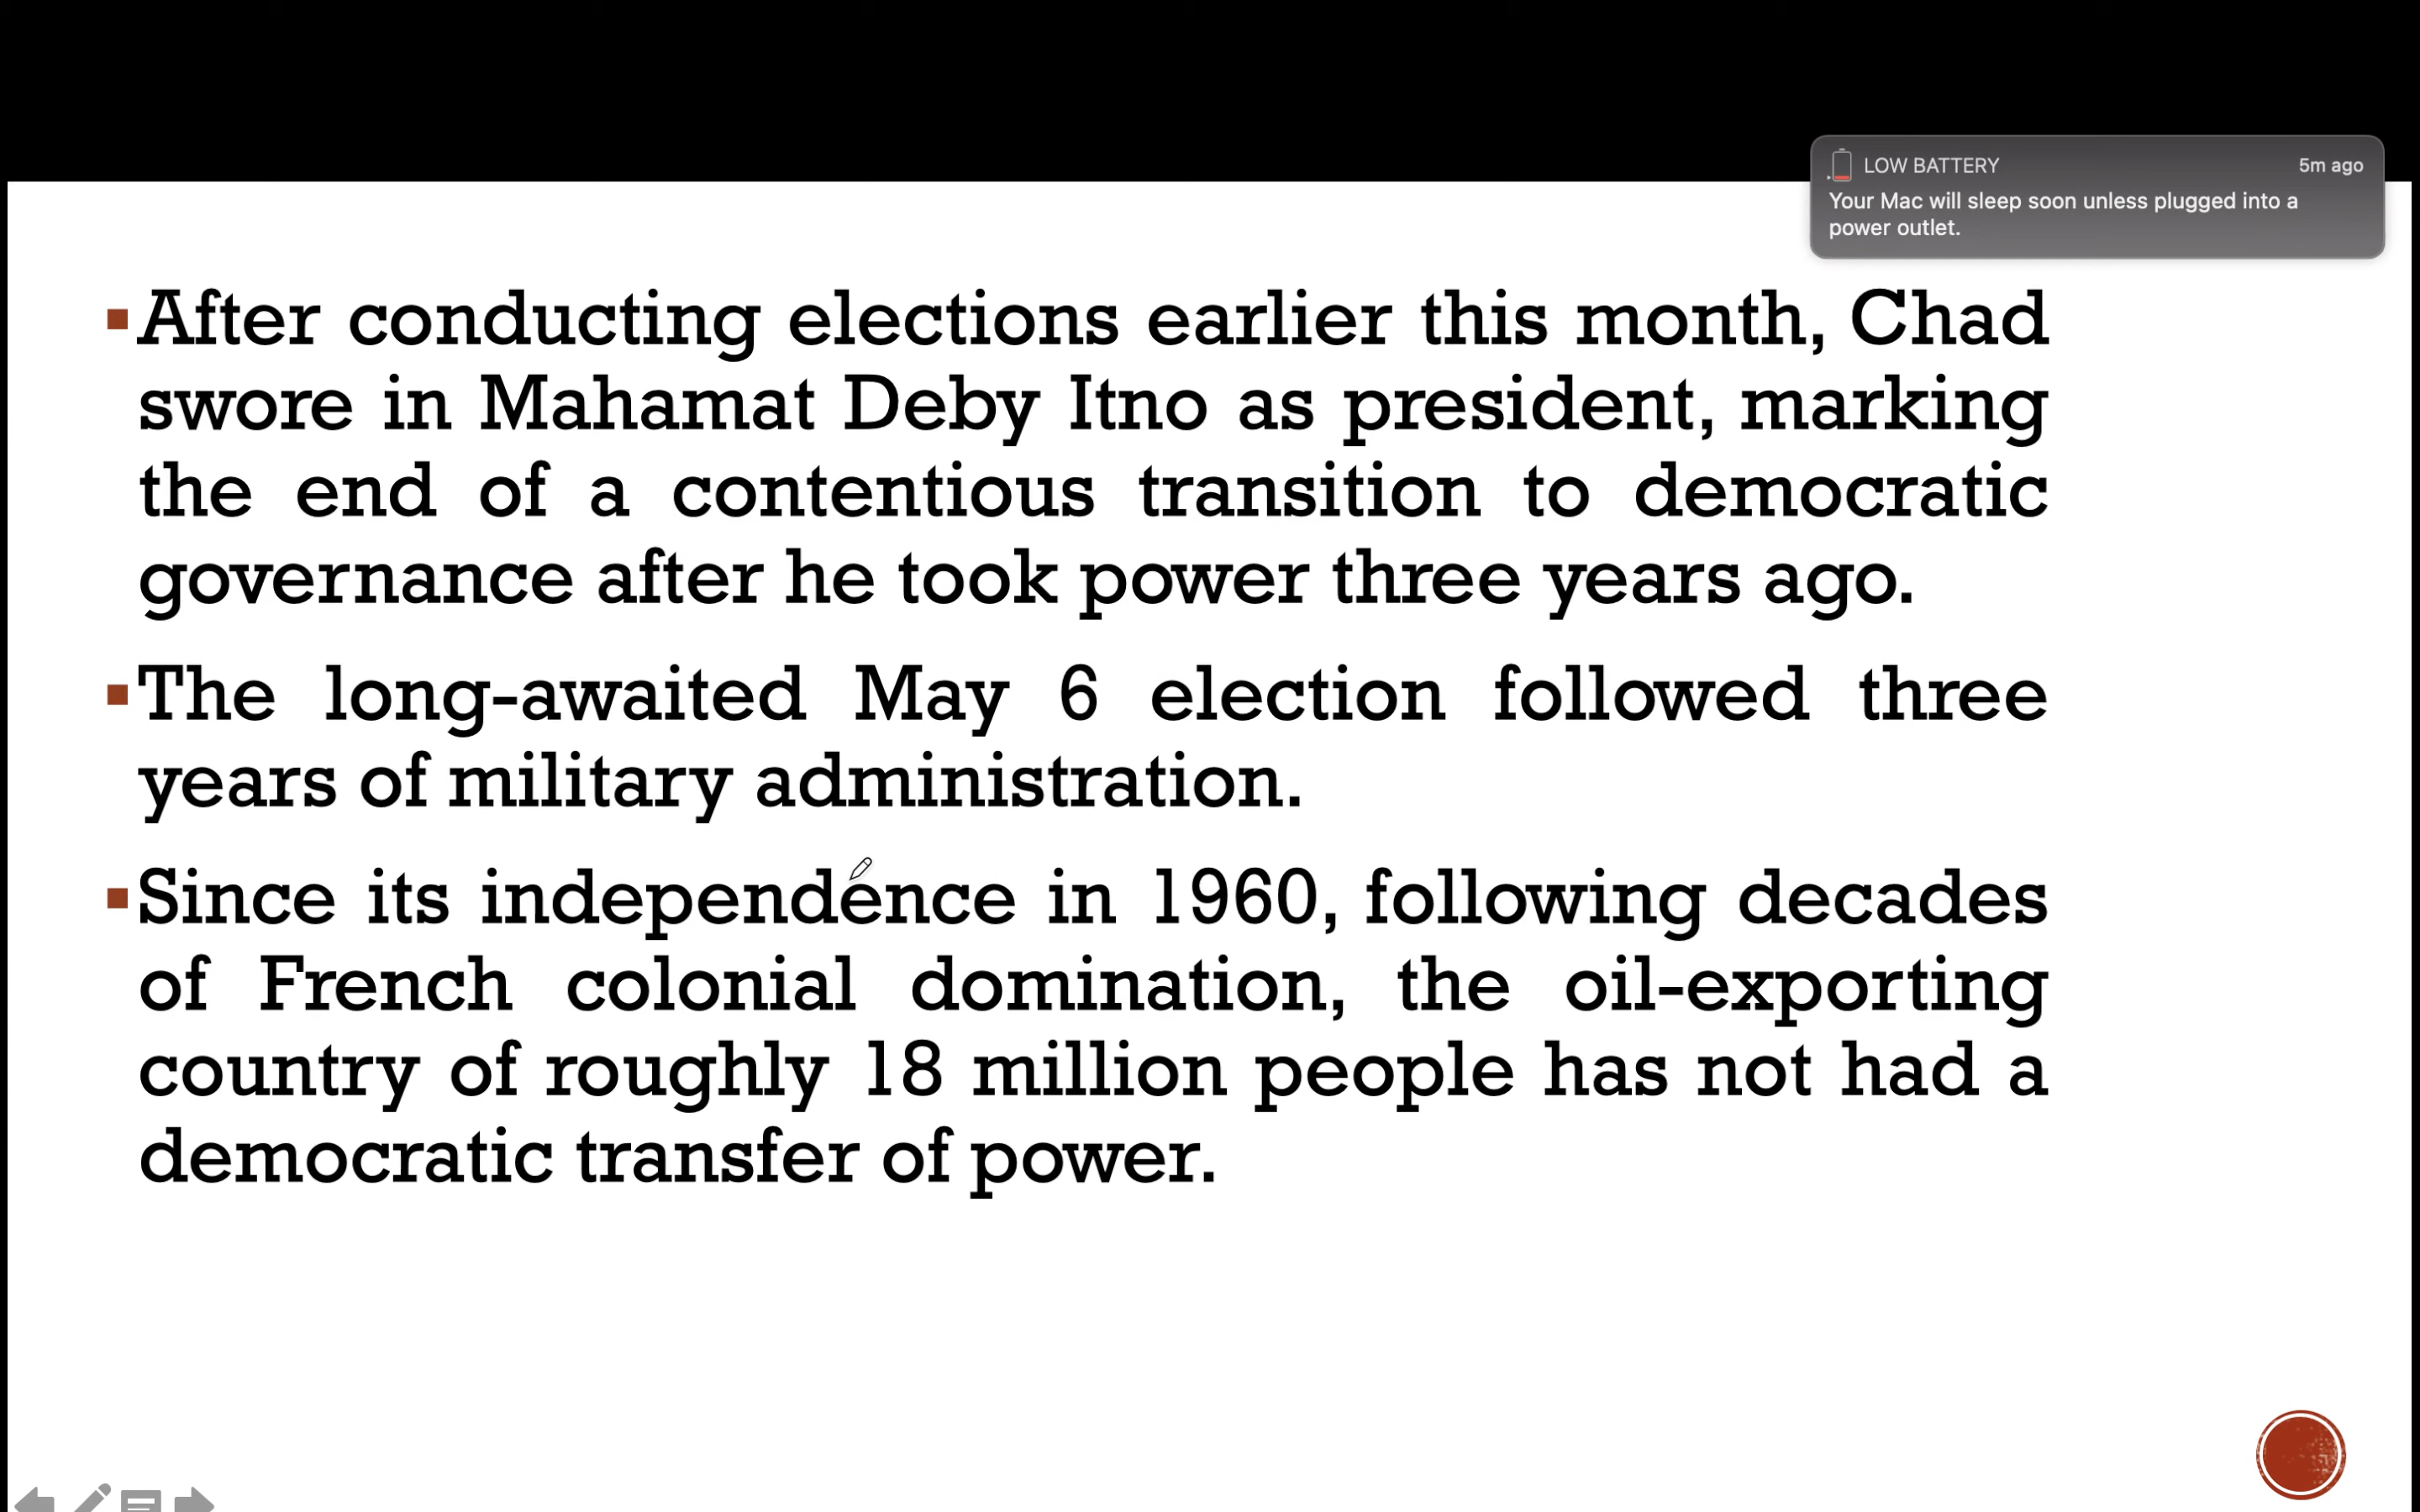 LOW BATTERY
5m ago
Your Mac will sleep soon unless plugged into a
power outlet.
After conducting elections earlier this month, Chad
swore in Mahamat Deby Itno as president, marking
the end of a contentious transition to democratic
governance after he took power three years ago.
The long-awaited May 6 election followed three
years of military administration.
Since its independence in 1960, following decades
of French colonial domination, the oil-exporting
country of roughly 18 million people has not had a
democratic transfer of power.